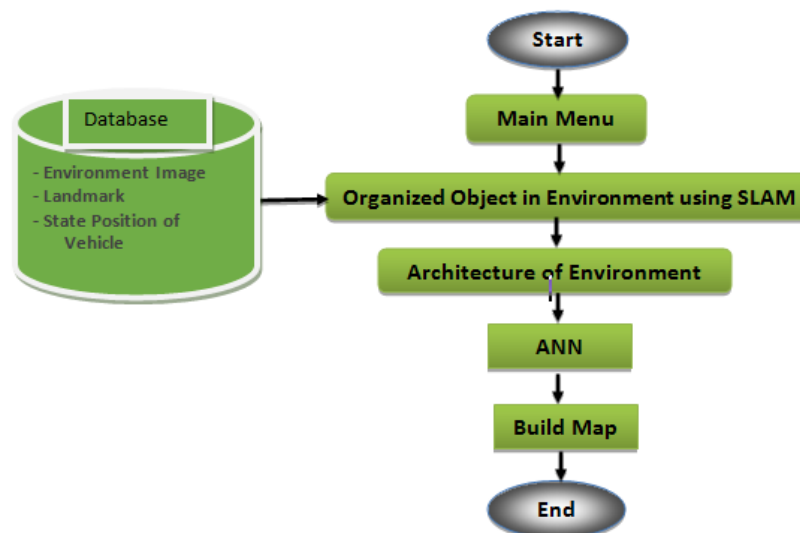 Start
Main Menu
Database
- Environment Image
- Landmark
- State Position of
Vehicle
Organized Object in Environment using SLAM
Architecture of Environment
ANN
Build Map
End